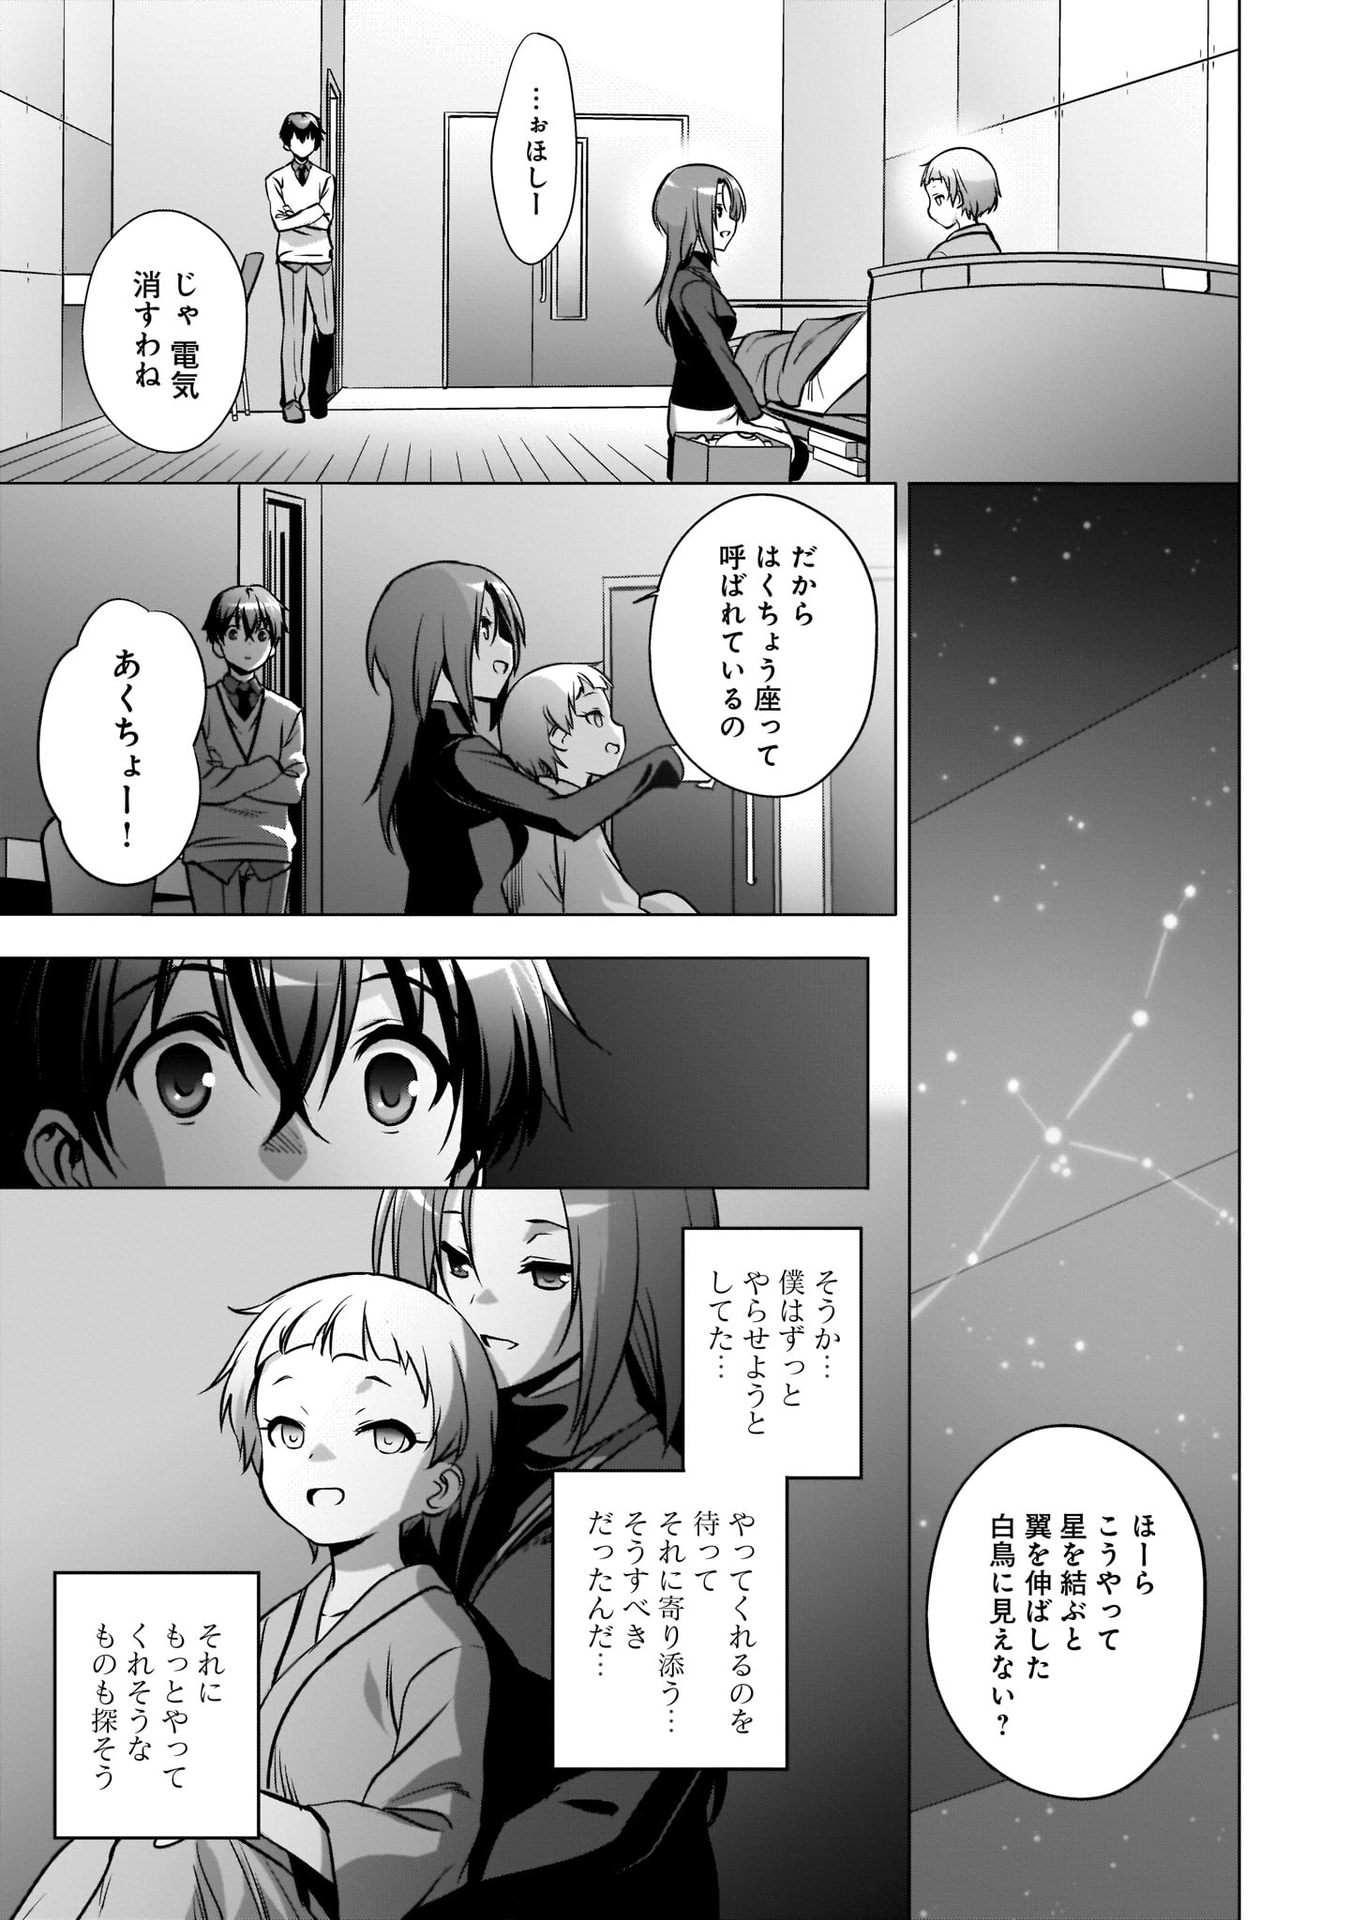 …ぉほしー
じゃ 電気
消すわね
ほーら
こうやって
星を結ぶと
翼を伸ばした
白鳥に見えない?
だから
はくちょう座って
呼ばれているの
あくちょー!
そうか…
僕はずっと
やらせようと
してた…
やってくれるのを
待って
それに寄り添う…
そうすべき
だったんだ…
それに
もっとやって
くれそうな
ものも探そう